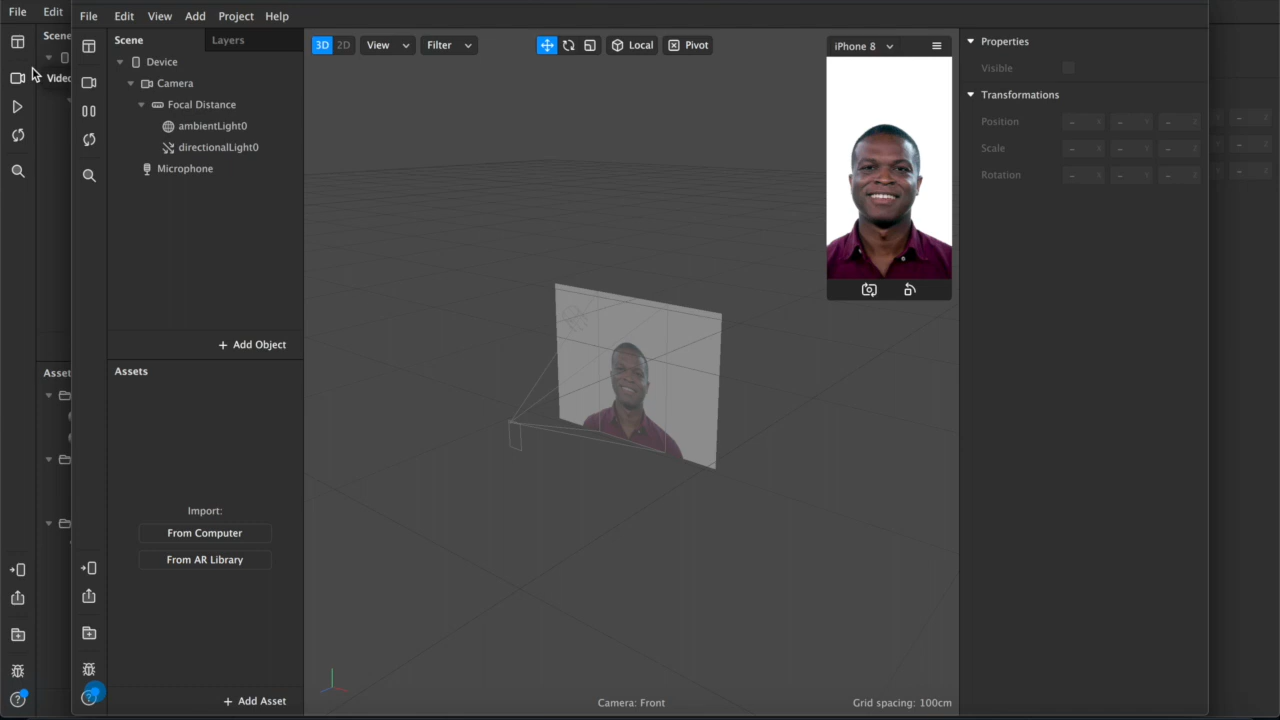 File Edit
File Edit View Add Project Help
Scene
Scene Layers
3D 2D View Filter Local Pivot
iPhone 8
Properties
Visible
Transformations
Position - X - Y - Z
Scale - X - Y - Z
Rotation - X - Y - Z
Device
Video
Camera
Focal Distance
ambientLight0
directionalLight0
Microphone
+ Add Object
Asset
Assets
Import:
From Computer
From AR Library
+ Add Asset
Camera: Front
Grid spacing: 100cm